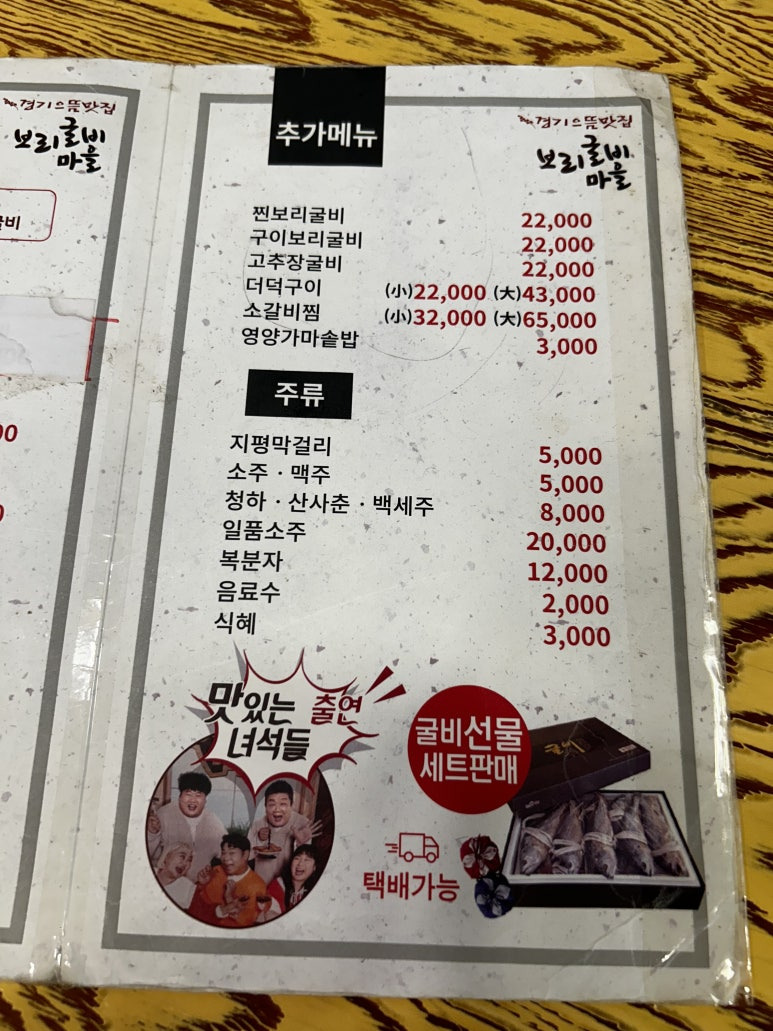 경기으뜸맛집
보리굴비
마을
굴비
00
0
추가메뉴
경기으뜸맛집
보리굴비
마을
찐보리굴비 22,000
구이보리굴비 22,000
고추장굴비 22,000
더덕구이 (小)22,000 (大)43,000
소갈비찜 (小)32,000 (大)65,000
영양가마솥밥 3,000
주류
지평막걸리 5,000
소주 · 맥주 5,000
청하 · 산사춘 · 백세주 8,000
일품소주 20,000
복분자 12,000
음료수 2,000
식혜 3,000
맛있는 출연
녀석들
굴비선물
세트판매
굴비
택배가능